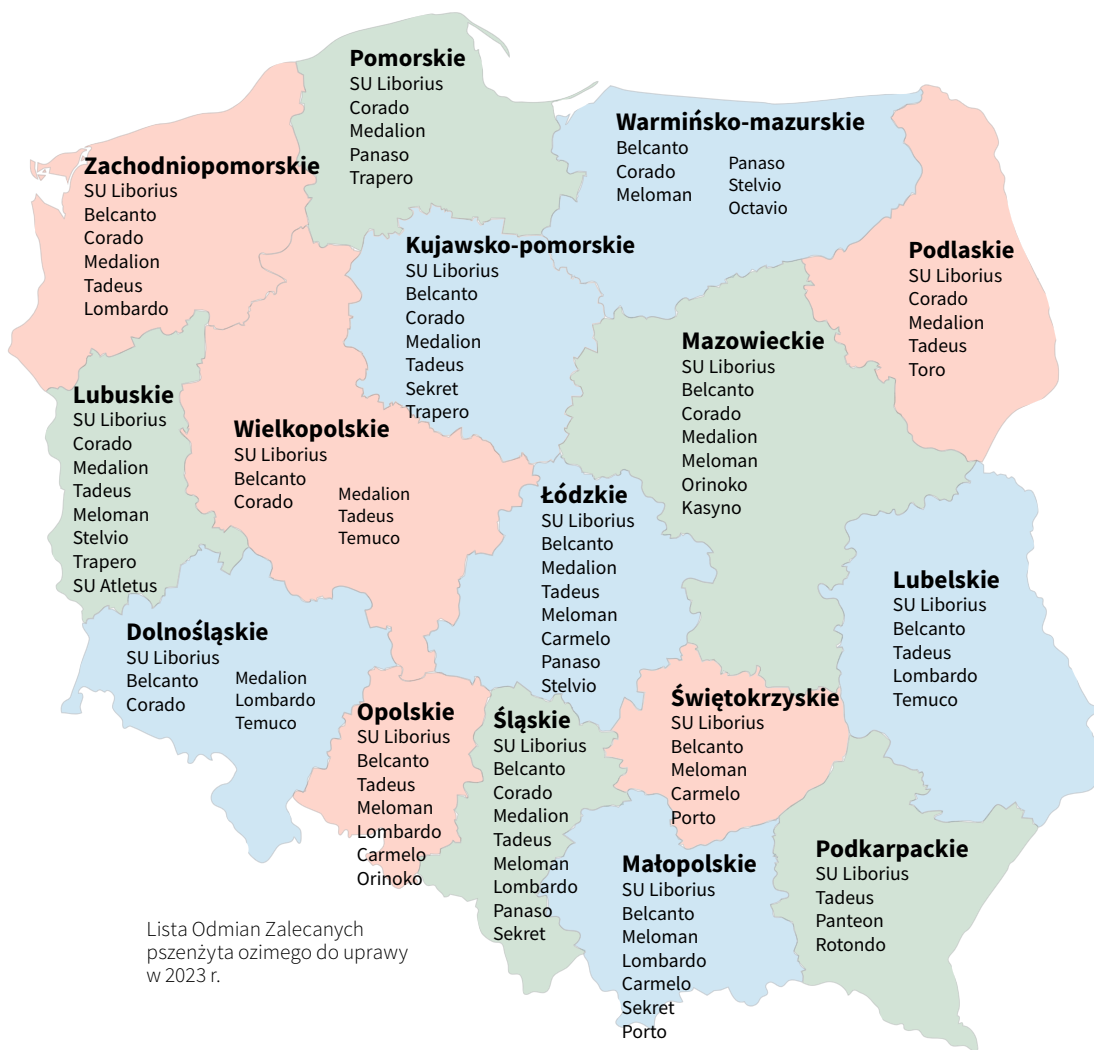 Pomorskie
SU Liborius
Corado
Medalion
Panaso
Trapero
Warmińsko-mazurskie
Belcanto
Corado
Meloman
Panaso
Stelvio
Octavio
Zachodniopomorskie
SU Liborius
Belcanto
Corado
Medalion
Tadeus
Lombardo
Kujawsko-pomorskie
SU Liborius
Belcanto
Corado
Medalion
Tadeus
Sekret
Trapero
Podlaskie
SU Liborius
Corado
Medalion
Tadeus
Toro
Mazowieckie
SU Liborius
Belcanto
Corado
Medalion
Meloman
Orinoko
Kasyno
Lubuskie
SU Liborius
Corado
Medalion
Tadeus
Meloman
Stelvio
Trapero
SU Atletus
Wielkopolskie
SU Liborius
Belcanto
Corado
Medalion
Tadeus
Temuco
Łódzkie
SU Liborius
Belcanto
Medalion
Tadeus
Meloman
Carmelo
Panaso
Stelvio
Lubelskie
SU Liborius
Belcanto
Tadeus
Lombardo
Temuco
Dolnośląskie
SU Liborius
Belcanto
Corado
Medalion
Lombardo
Temuco
Opolskie
SU Liborius
Belcanto
Tadeus
Meloman
Lombardo
Carmelo
Orinoko
Śląskie
SU Liborius
Belcanto
Corado
Medalion
Tadeus
Meloman
Lombardo
Panaso
Sekret
Świętokrzyskie
SU Liborius
Belcanto
Meloman
Carmelo
Porto
Małopolskie
SU Liborius
Belcanto
Meloman
Lombardo
Carmelo
Sekret
Porto
Podkarpackie
SU Liborius
Tadeus
Panteon
Rotondo
Lista Odmian Zalecanych
pszenżyta ozimego do uprawy
w 2023 r.